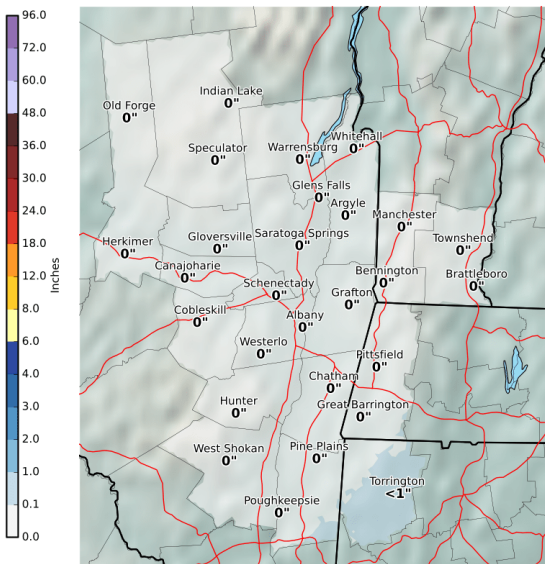 96.0
72.0
60.0
48.0
36.0
30.0
24.0
18.0
12.0
8.0
6.0
5.0
4.0
3.0
2.0
1.0
0.1
0.0
Inches
Old Forge
0"
Indian Lake
0"
Speculator
0"
Warrensburg
0"
Whitehall
0"
Glens Falls
0"
Argyle
0"
Manchester
0"
Herkimer
0"
Gloversville
0"
Saratoga Springs
0"
Townshend
0"
Canajoharie
0"
Schenectady
0"
Bennington
0"
Brattleboro
0"
Grafton
0"
Cobleskill
0"
Albany
0"
Westerlo
0"
Pittsfield
0"
Chatham
0"
Hunter
0"
Great Barrington
0"
West Shokan
0"
Pine Plains
0"
Torrington
<1"
Poughkeepsie
0"